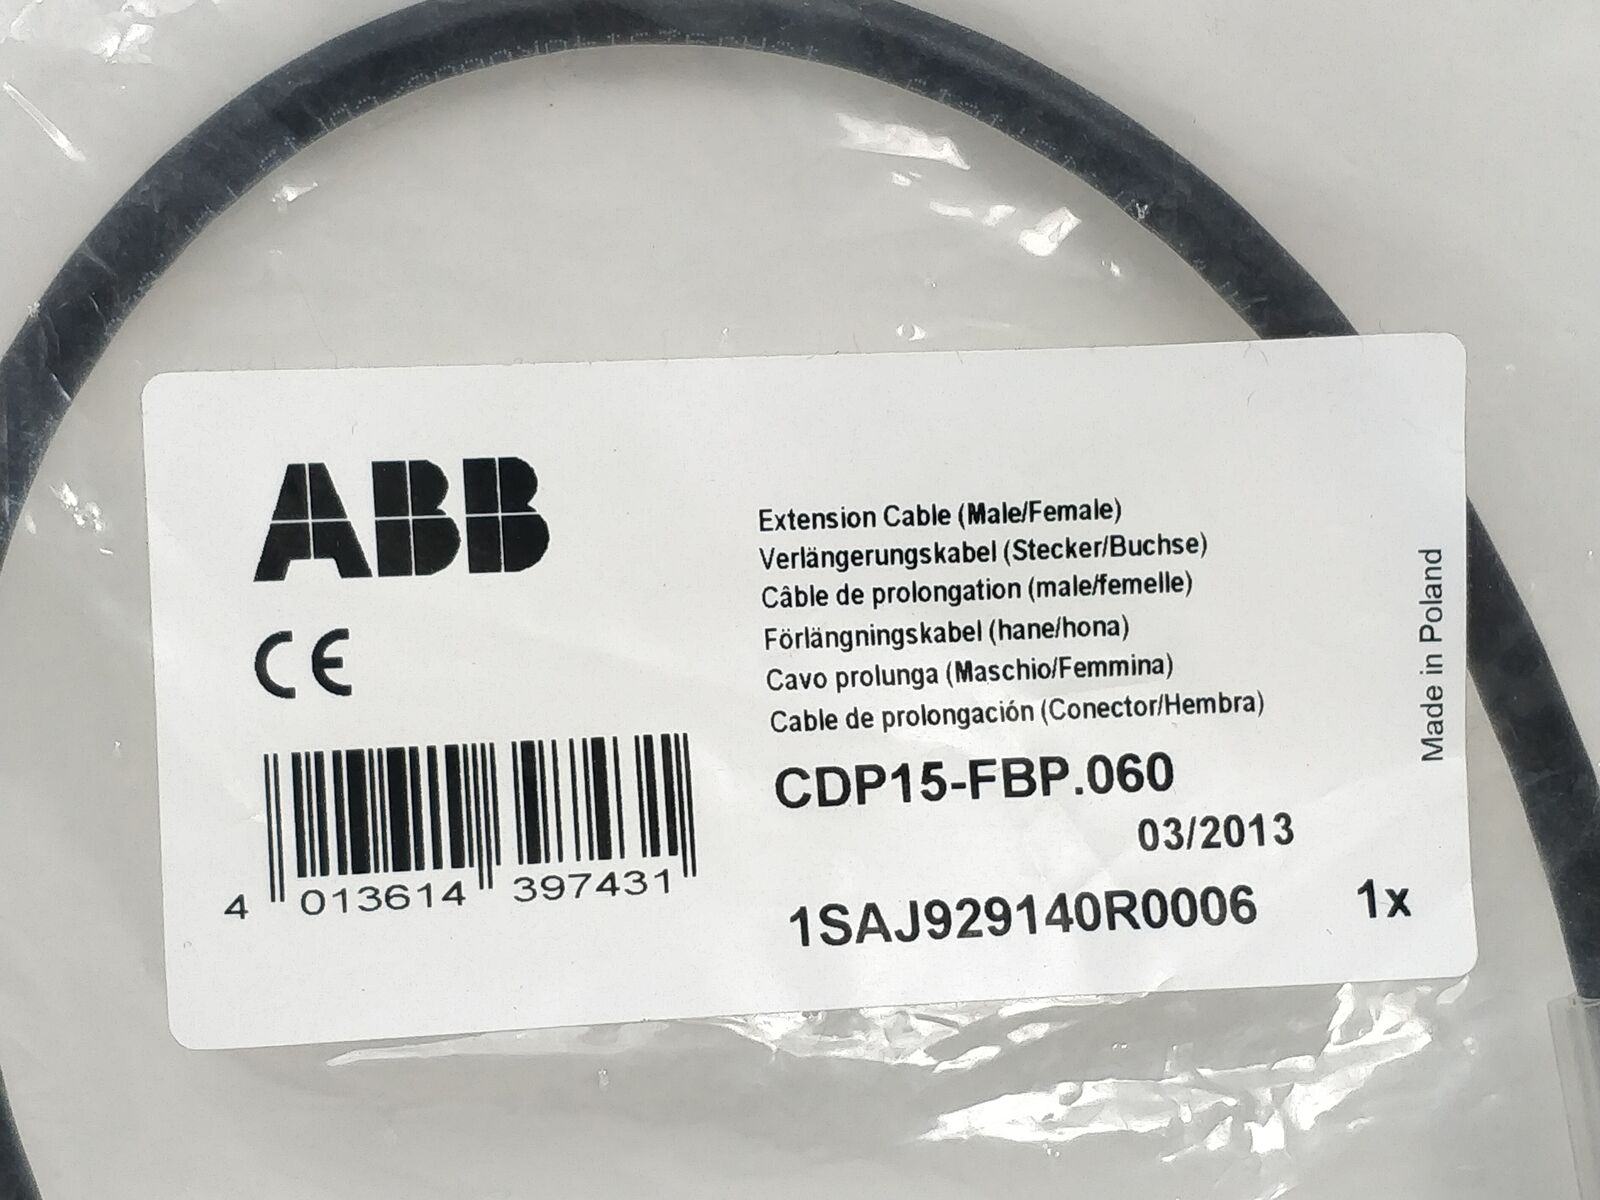 ABB
CE
Extension Cable (Male/Female)
Verlängerungskabel (Stecker/Buchse)
Câble de prolongation (male/femelle)
Förlängningskabel (hane/hona)
Cavo prolunga (Maschio/Femmina)
Cable de prolongación (Conector/Hembra)
CDP15-FBP.060
03/2013
1SAJ929140R0006 1x
4 013614 397431
Made in Poland